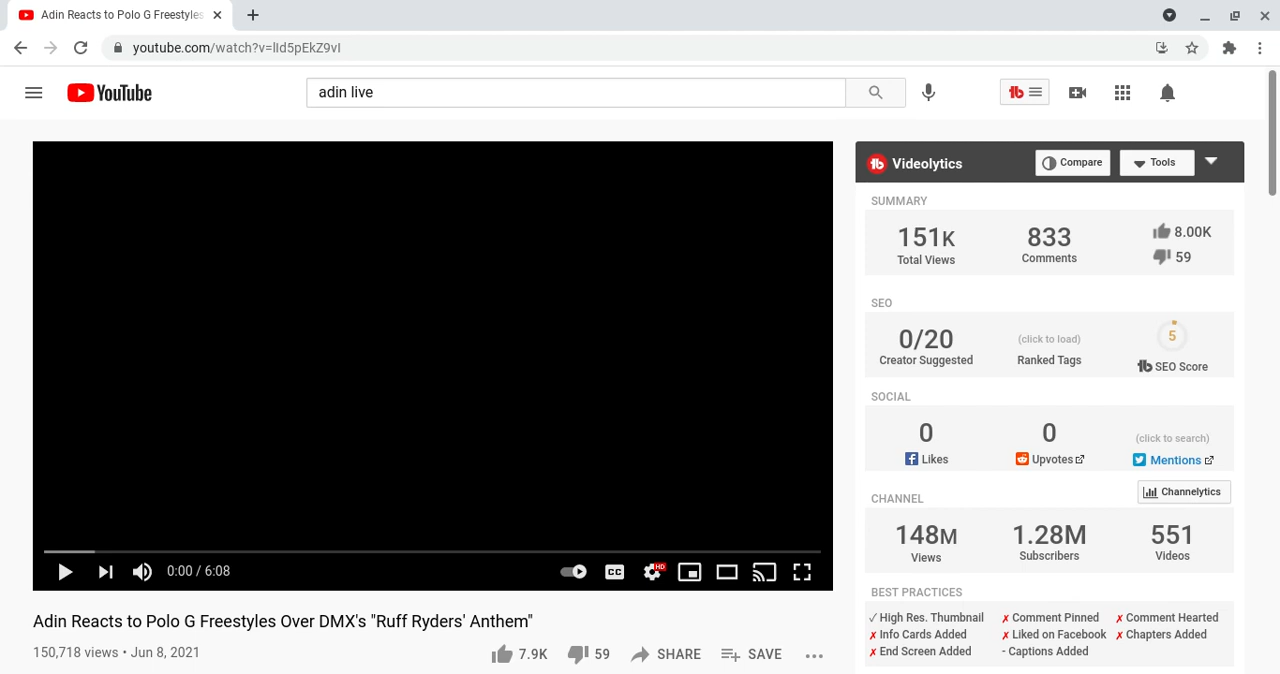 Adin Reacts to Polo G Freestyles
youtube.com/watch?v=lId5pEkZ9vI
YouTube
adin live
Videolytics
Compare
Tools
SUMMARY
151K
Total Views
833
Comments
8.00K
59
SEO
0/20
Creator Suggested
(click to load)
Ranked Tags
5
SEO Score
SOCIAL
0
Likes
0
Upvotes
(click to search)
Mentions
CHANNEL
Channelytics
148M
Views
1.28M
Subscribers
551
Videos
BEST PRACTICES
✓ High Res. Thumbnail ✗ Comment Pinned ✗ Comment Hearted
✗ Info Cards Added ✗ Liked on Facebook ✗ Chapters Added
✗ End Screen Added - Captions Added
0:00 / 6:08
CC
HD
Adin Reacts to Polo G Freestyles Over DMX's "Ruff Ryders' Anthem"
150,718 views • Jun 8, 2021
7.9K 59 SHARE SAVE